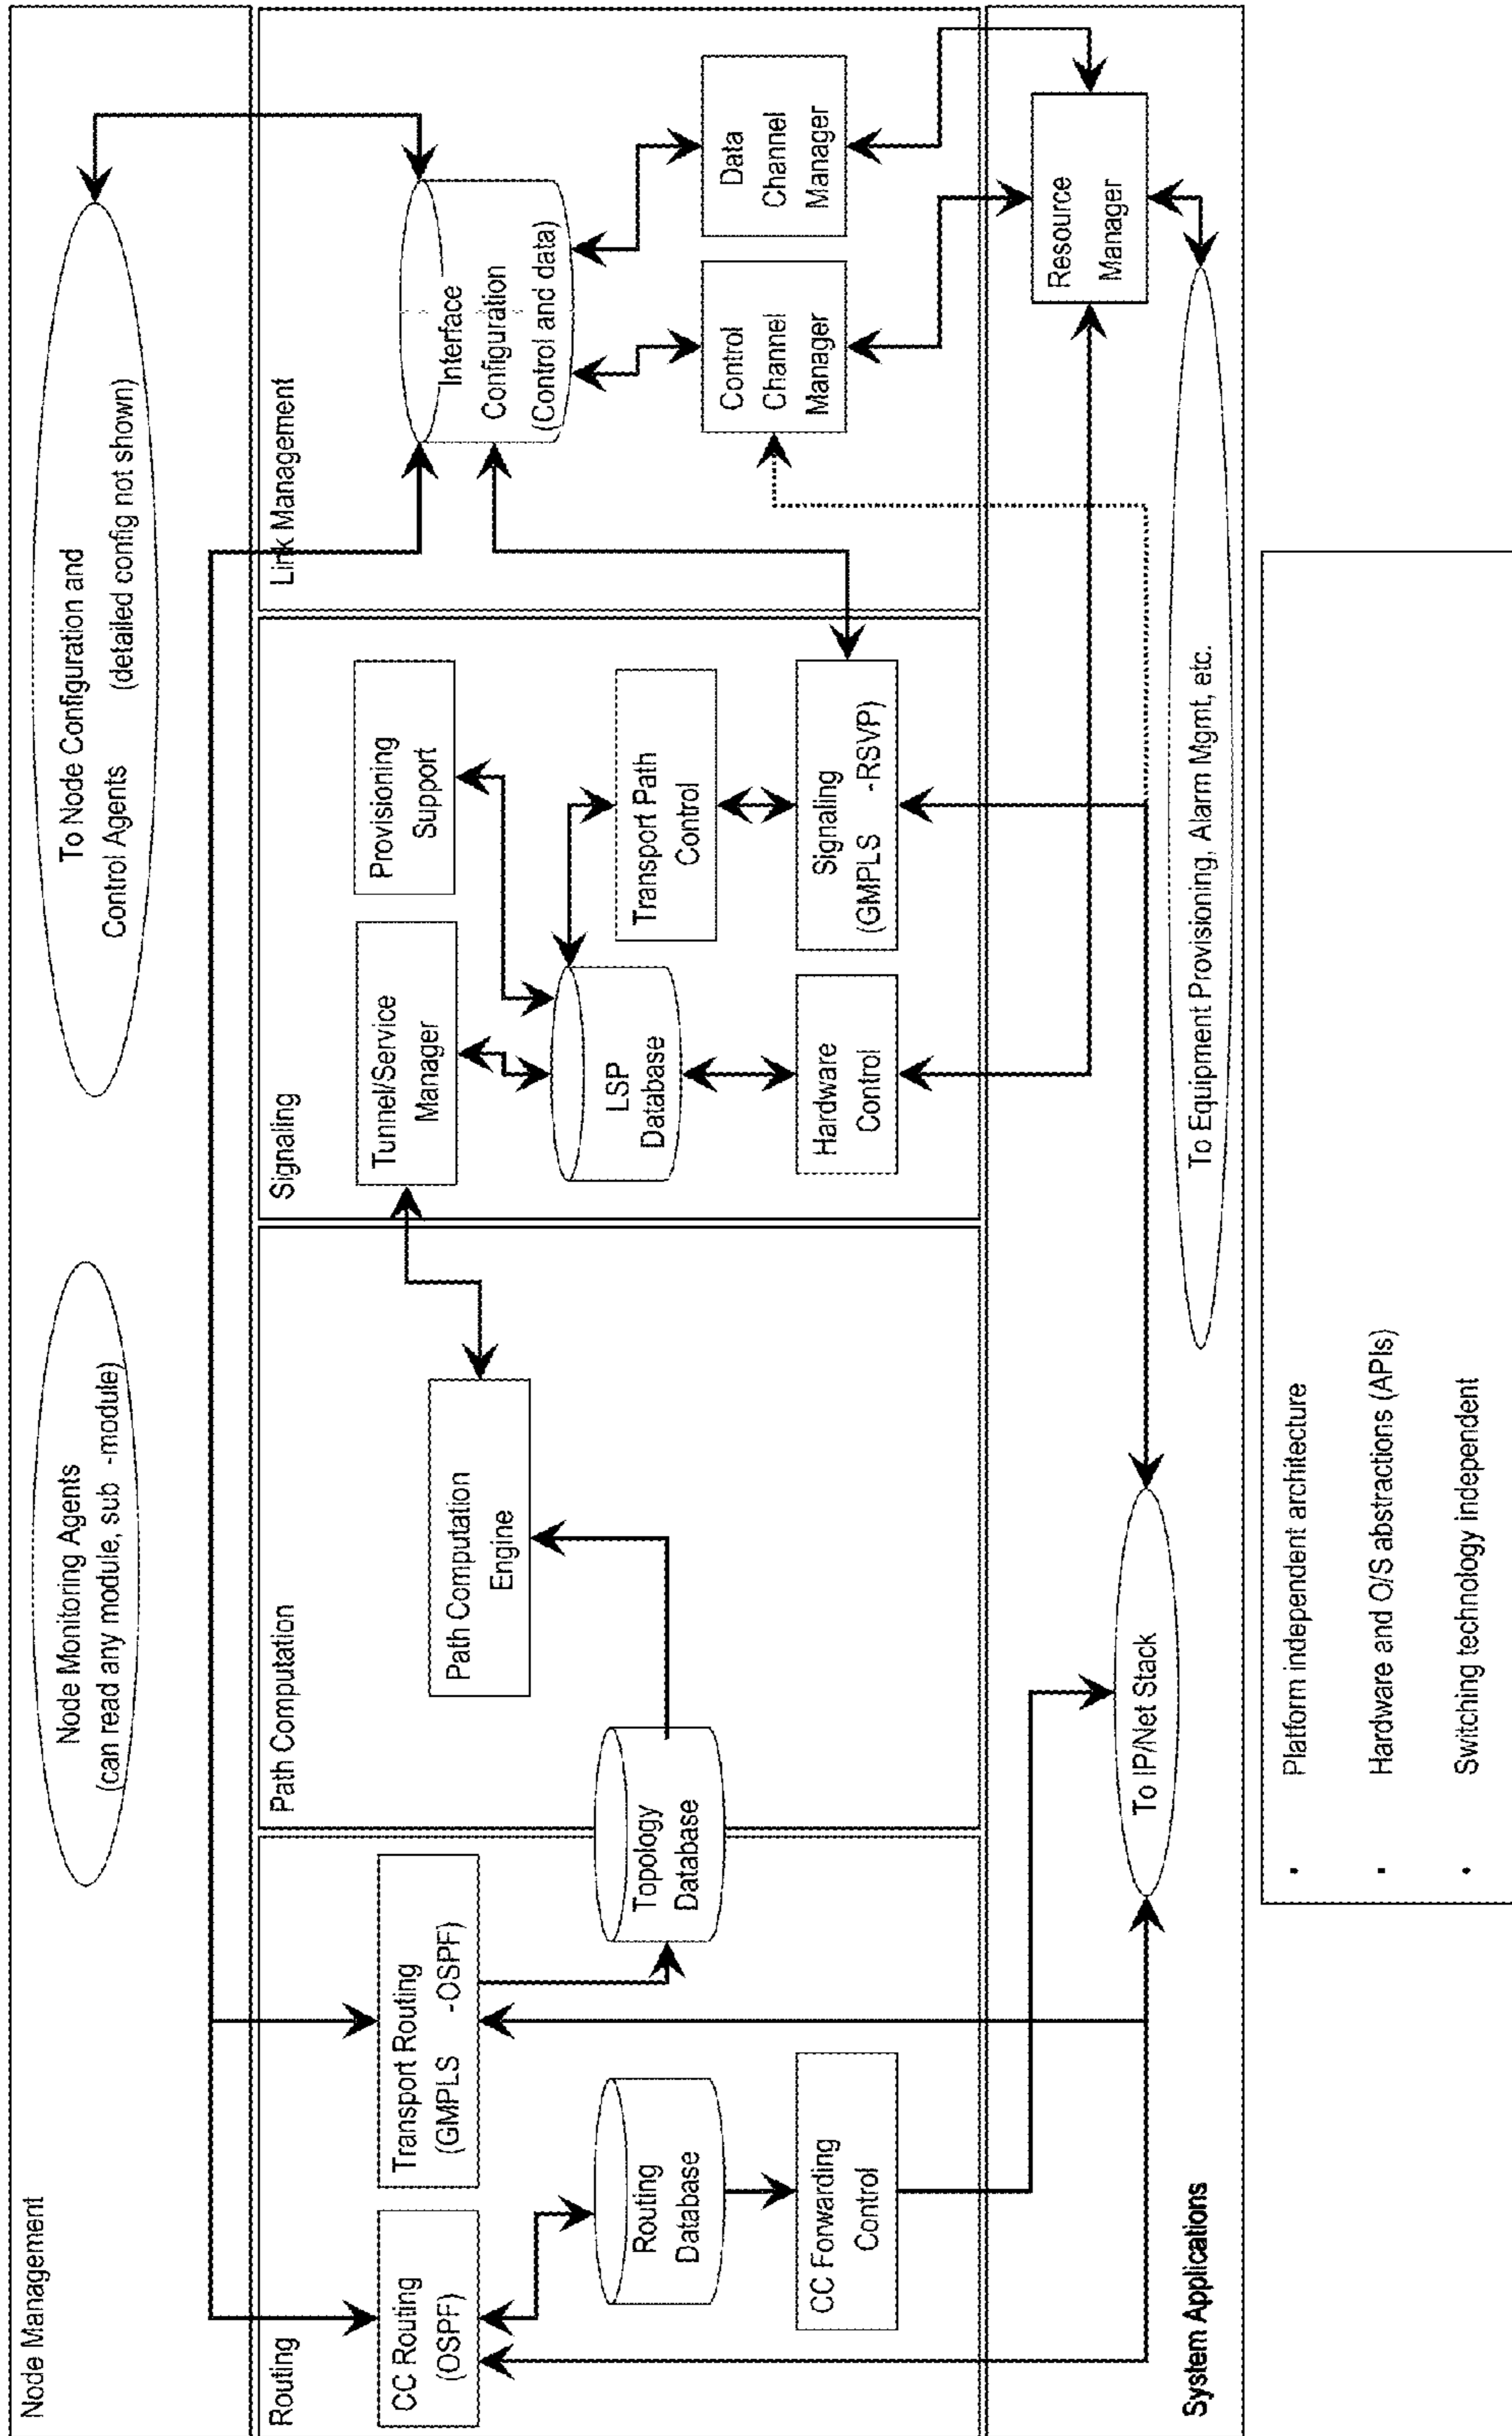 Node Management
Node Monitoring Agents
(can read any module, sub -module)
To Node Configuration and
Control Agents (detailed config not shown)
Routing
CC Routing
(OSPF)
Transport Routing
(GMPLS -OSPF)
Routing
Database
Topology
Database
CC Forwarding
Control
Path Computation
Path Computation
Engine
Signaling
Tunnel/Service
Manager
Provisioning
Support
LSP
Database
Transport Path
Control
Hardware
Control
Signaling
(GMPLS -RSVP)
Link Management
Interface
Configuration
(Control and data)
Control
Channel
Manager
Data
Channel
Manager
System Applications
To IP/Net Stack
To Equipment Provisioning, Alarm Mgmt, etc.
Resource
Manager
• Platform independent architecture
• Hardware and O/S abstractions (APIs)
• Switching technology independent